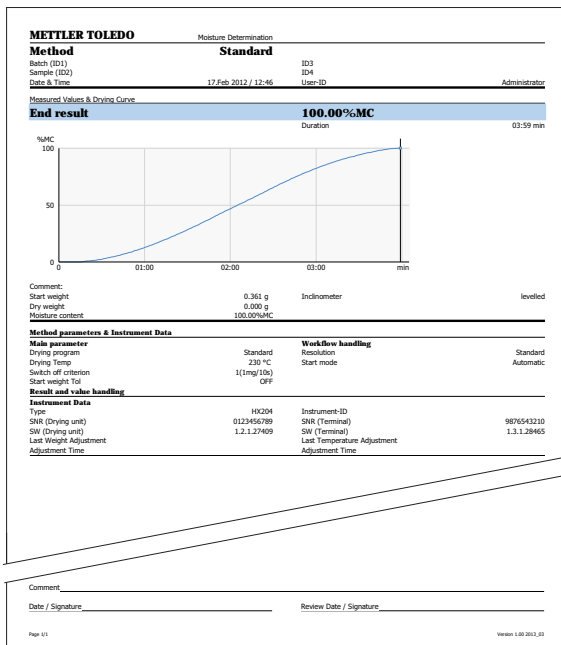 METTLER TOLEDO Moisture Determination
Method Standard
Batch (ID1) ID3
Sample (ID2) ID4
Date & Time 17.Feb 2012 / 12:46 User-ID Administrator
Measured Values & Drying Curve
End result 100.00%MC
Duration 03:59 min
%MC
100
50
0
0 01:00 02:00 03:00 min
Comment:
Start weight 0.361 g Inclinometer levelled
Dry weight 0.000 g
Moisture content 100.00%MC
Method parameters & Instrument Data
Main parameter Workflow handling
Drying program Standard Resolution Standard
Drying Temp 230 °C Start mode Automatic
Switch off criterion 1(1mg/10s)
Start weight Tol OFF
Result and value handling
Instrument Data
Type HX204 Instrument-ID
SNR (Drying unit) 0123456789 SNR (Terminal) 9876543210
SW (Drying unit) 1.2.1.27409 SW (Terminal) 1.3.1.28465
Last Weight Adjustment Last Temperature Adjustment
Adjustment Time Adjustment Time
Comment
Date / Signature Review Date / Signature
Page 1/1 Version 1.00 2013_03